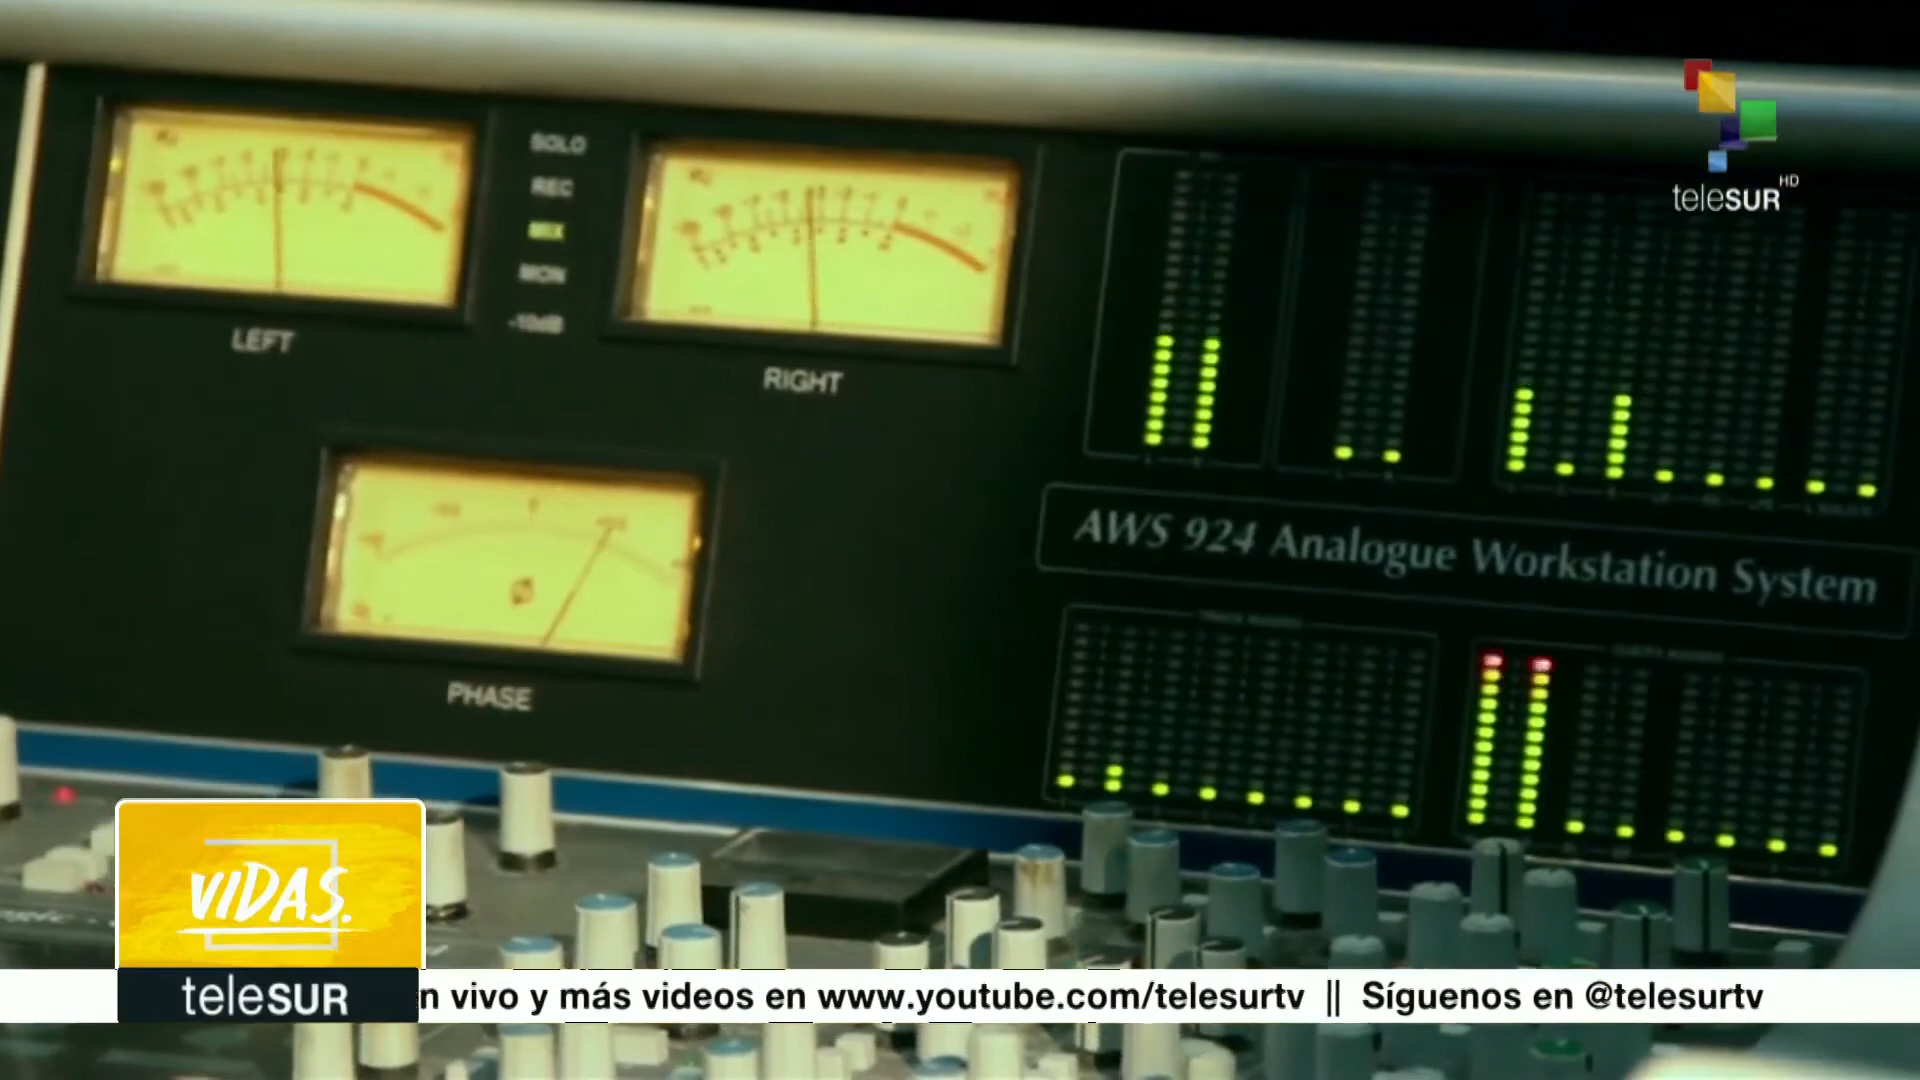 teleSUR HD
SOLO
REC
MIX
MON
-10dB
LEFT
RIGHT
AWS 924 Analogue Workstation System
PHASE
VIDAS.
teleSUR
n vivo y más videos en www.youtube.com/telesurtv || Síguenos en @telesurtv